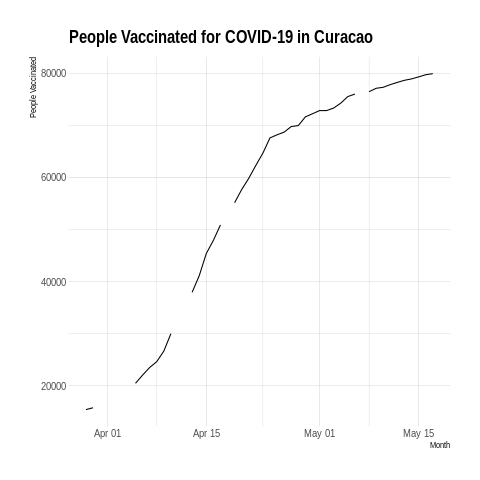 People Vaccinated for COVID-19 in Curacao
People Vaccinated
80000
60000
40000
20000
Apr 01
Apr 15
May 01
May 15
Month